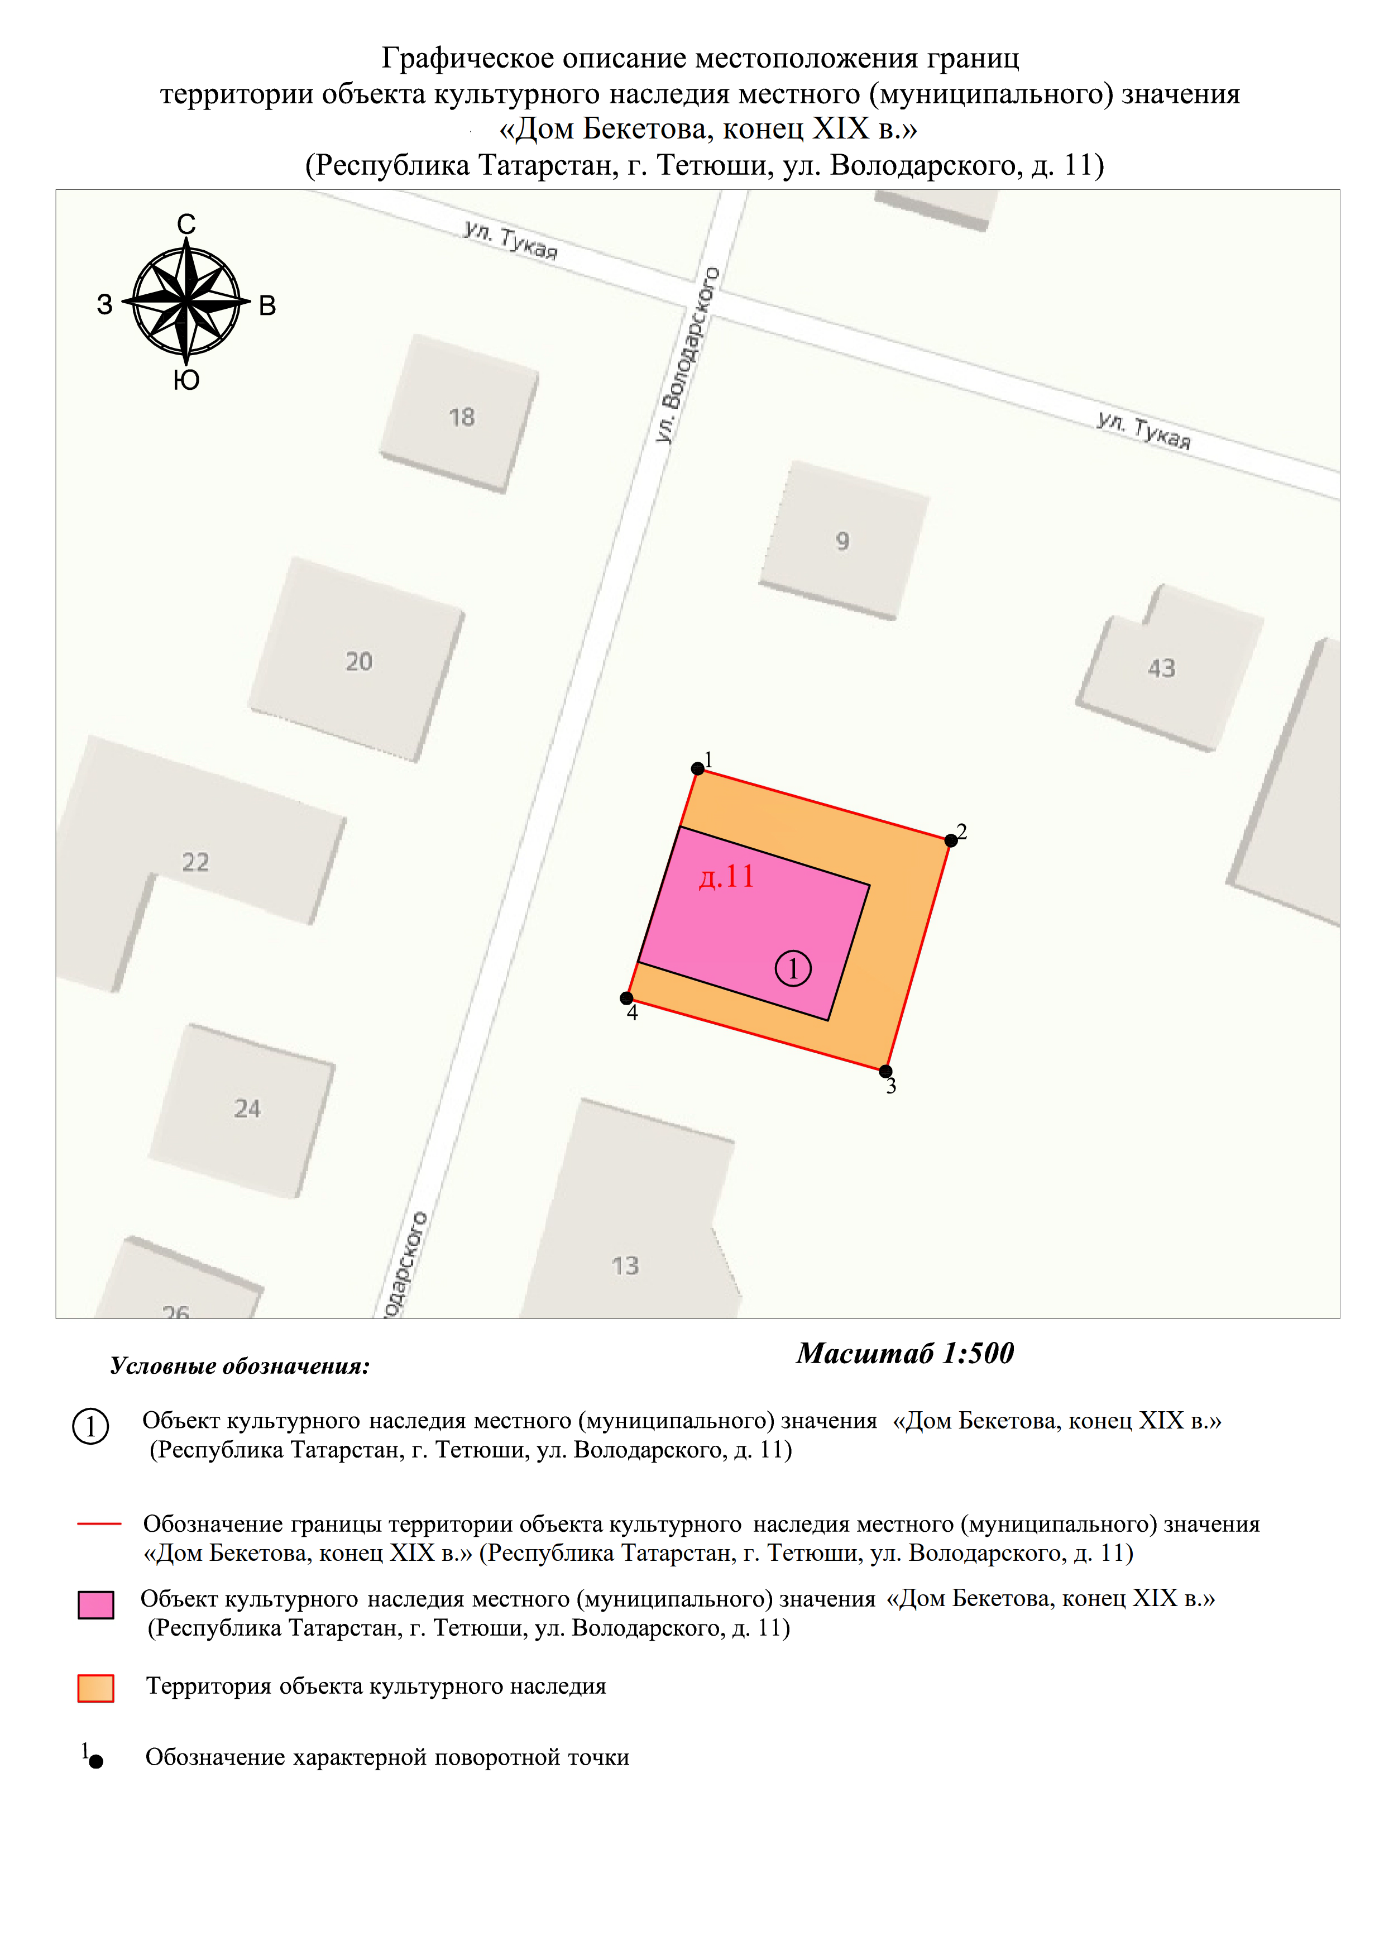 Графическое описание местоположения границ
территории объекта культурного наследия местного (муниципального) значения
«Дом Бекетова, конец XIX в.»
(Республика Татарстан, г. Тетюши, ул. Володарского, д. 11)
С
З
В
Ю
ул. Тукая
ул. Володарского
ул. Тукая
18
9
20
43
1
2
22
д.11
1
4
3
24
13
26
одарского
Масштаб 1:500
Условные обозначения:
1 Объект культурного наследия местного (муниципального) значения «Дом Бекетова, конец XIX в.»
(Республика Татарстан, г. Тетюши, ул. Володарского, д. 11)
Обозначение границы территории объекта культурного наследия местного (муниципального) значения
«Дом Бекетова, конец XIX в.» (Республика Татарстан, г. Тетюши, ул. Володарского, д. 11)
Объект культурного наследия местного (муниципального) значения «Дом Бекетова, конец XIX в.»
(Республика Татарстан, г. Тетюши, ул. Володарского, д. 11)
Территория объекта культурного наследия
1 Обозначение характерной поворотной точки